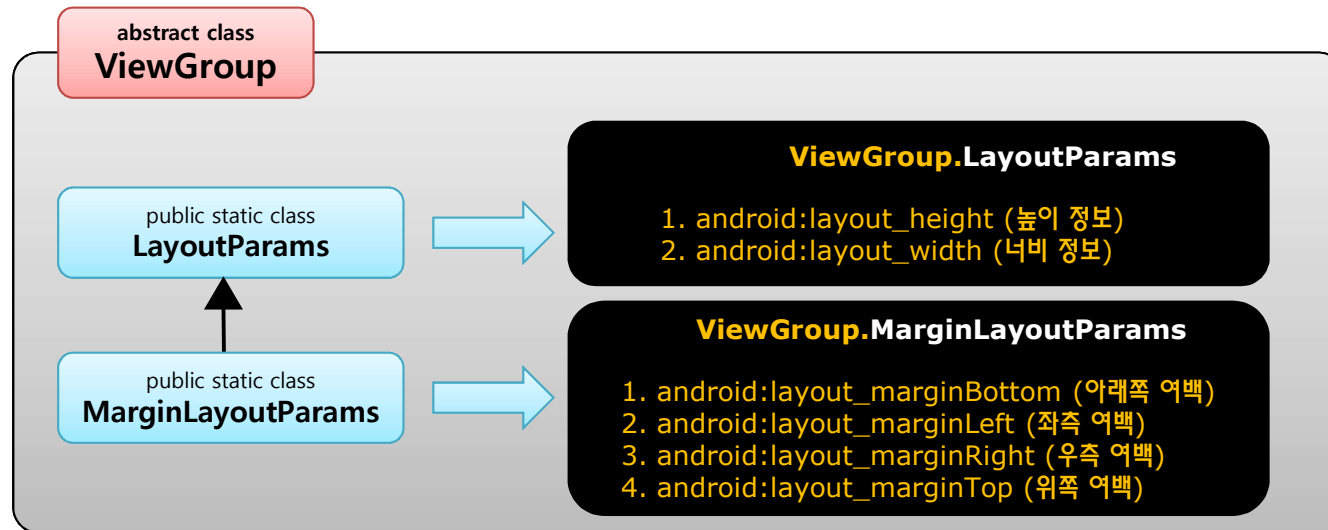 abstract class
ViewGroup
public static class
LayoutParams
ViewGroup.LayoutParams
1. android:layout_height (높이 정보)
2. android:layout_width (너비 정보)
public static class
MarginLayoutParams
ViewGroup.MarginLayoutParams
1. android:layout_marginBottom (아래쪽 여백)
2. android:layout_marginLeft (좌측 여백)
3. android:layout_marginRight (우측 여백)
4. android:layout_marginTop (위쪽 여백)